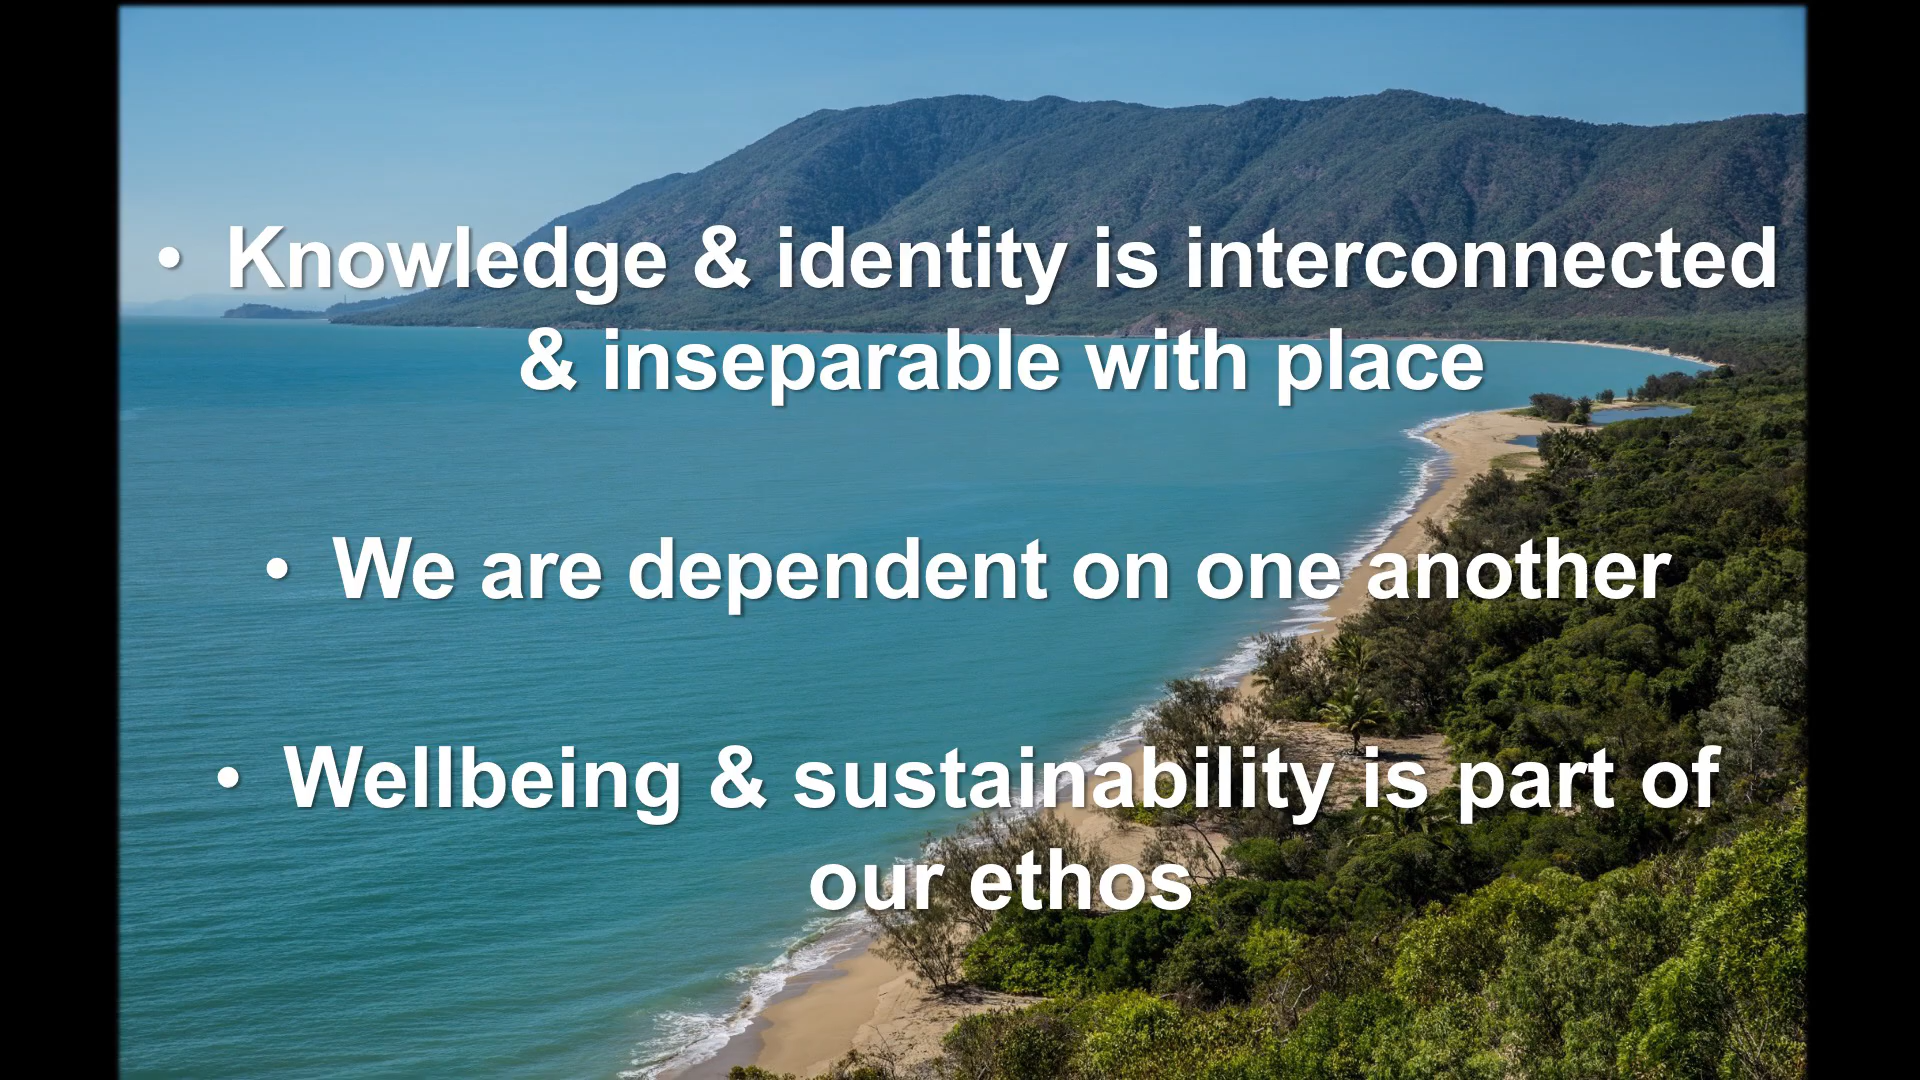 • Knowledge & identity is interconnected
& inseparable with place
• We are dependent on one another
• Wellbeing & sustainability is part of
our ethos